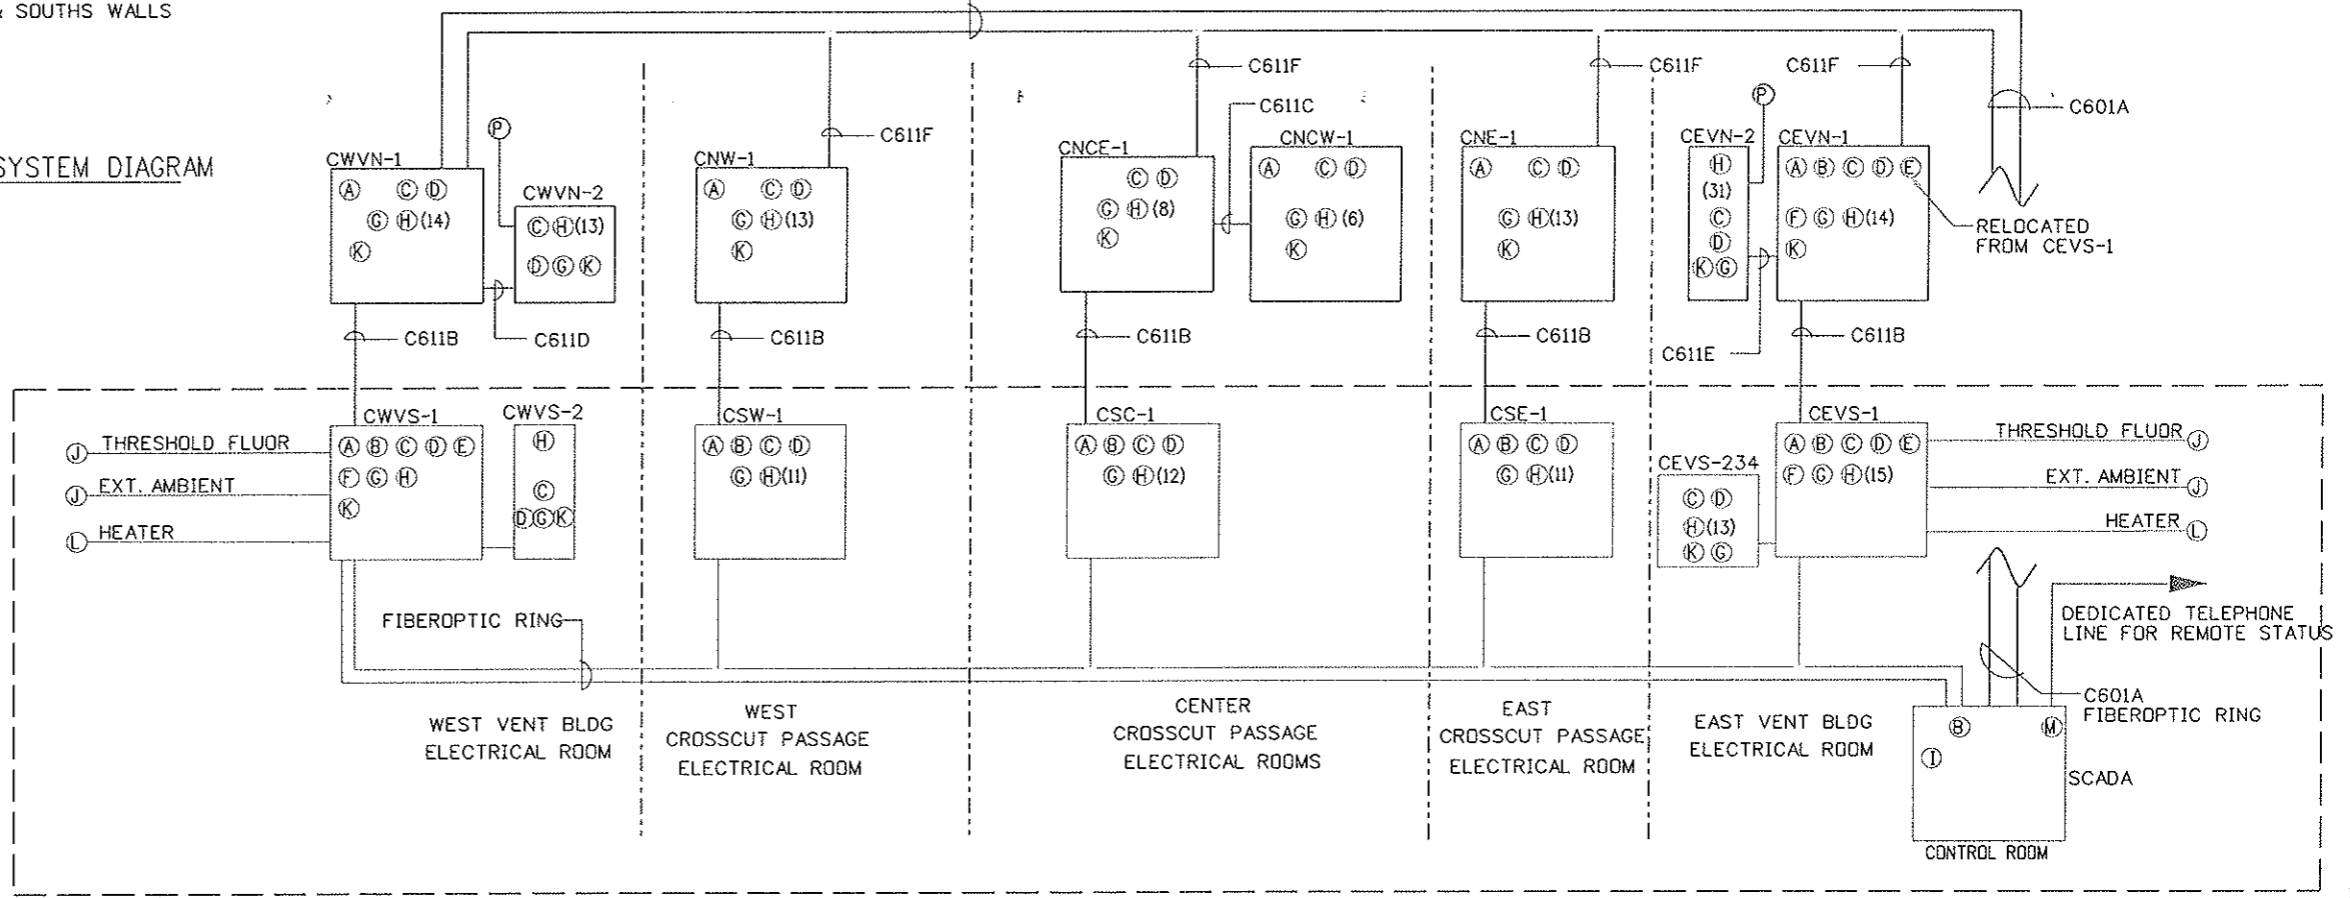 & SOUTHS WALLS
SYSTEM DIAGRAM
C611F
C611F
C611F
C611F
C611C
C601A
P
P
CWVN-1
A C D
G H (14)
K
CWVN-2
C H (13)
D G K
CNW-1
A C D
G H (13)
K
CNCE-1
C D
G H (8)
K
CNCW-1
A C D
G H (6)
K
CNE-1
A C D
G H (13)
K
CEVN-2
H
(31)
C
D
K G
CEVN-1
A B C D E
F G H (14)
K
RELOCATED
FROM CEVS-1
C611B
C611D
C611B
C611B
C611B
C611E
C611B
J THRESHOLD FLUOR
J EXT. AMBIENT
L HEATER
CWVS-1
A B C D E
F G H
K
CWVS-2
H
C
D G K
CSW-1
A B C D
G H (11)
CSC-1
A B C D
G H (12)
CSE-1
A B C D
G H (11)
CEVS-234
C D
H (13)
K G
CEVS-1
A B C D E
F G H (15)
THRESHOLD FLUOR J
EXT. AMBIENT J
HEATER L
FIBEROPTIC RING
DEDICATED TELEPHONE
LINE FOR REMOTE STATUS
C601A
FIBEROPTIC RING
WEST VENT BLDG
ELECTRICAL ROOM
WEST
CROSSCUT PASSAGE
ELECTRICAL ROOM
CENTER
CROSSCUT PASSAGE
ELECTRICAL ROOMS
EAST
CROSSCUT PASSAGE
ELECTRICAL ROOM
EAST VENT BLDG
ELECTRICAL ROOM
B M
I
SCADA
CONTROL ROOM